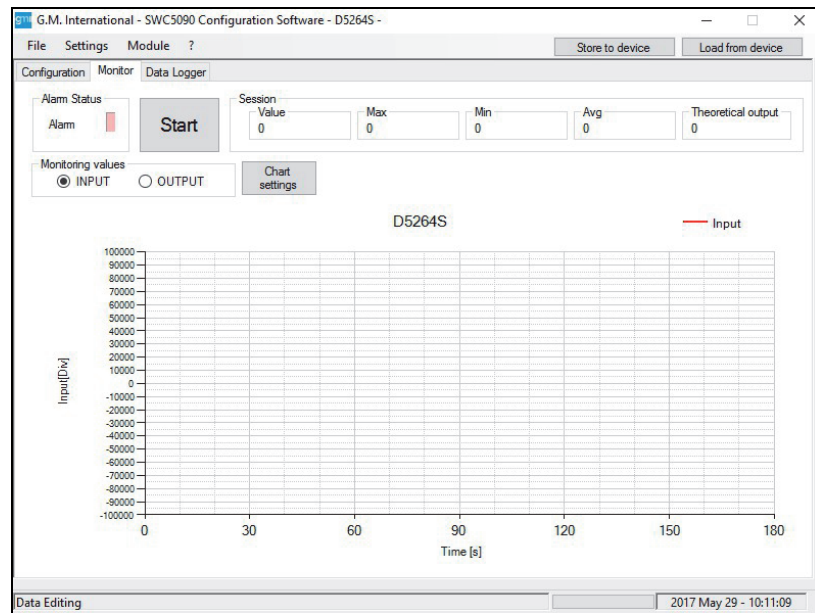 gmi G.M. International - SWC5090 Configuration Software - D5264S -
File Settings Module ? Store to device Load from device
Configuration Monitor Data Logger
Alarm Status
Alarm
Start
Session
Value Max Min Avg Theoretical output
0 0 0 0 0
Monitoring values
INPUT OUTPUT
Chart
settings
D5264S
Input
100000
90000
80000
70000
60000
50000
40000
30000
20000
10000
0
-10000
-20000
-30000
-40000
-50000
-60000
-70000
-80000
-90000
-100000
Input[Div]
0 30 60 90 120 150 180
Time [s]
Data Editing 2017 May 29 - 10:11:09